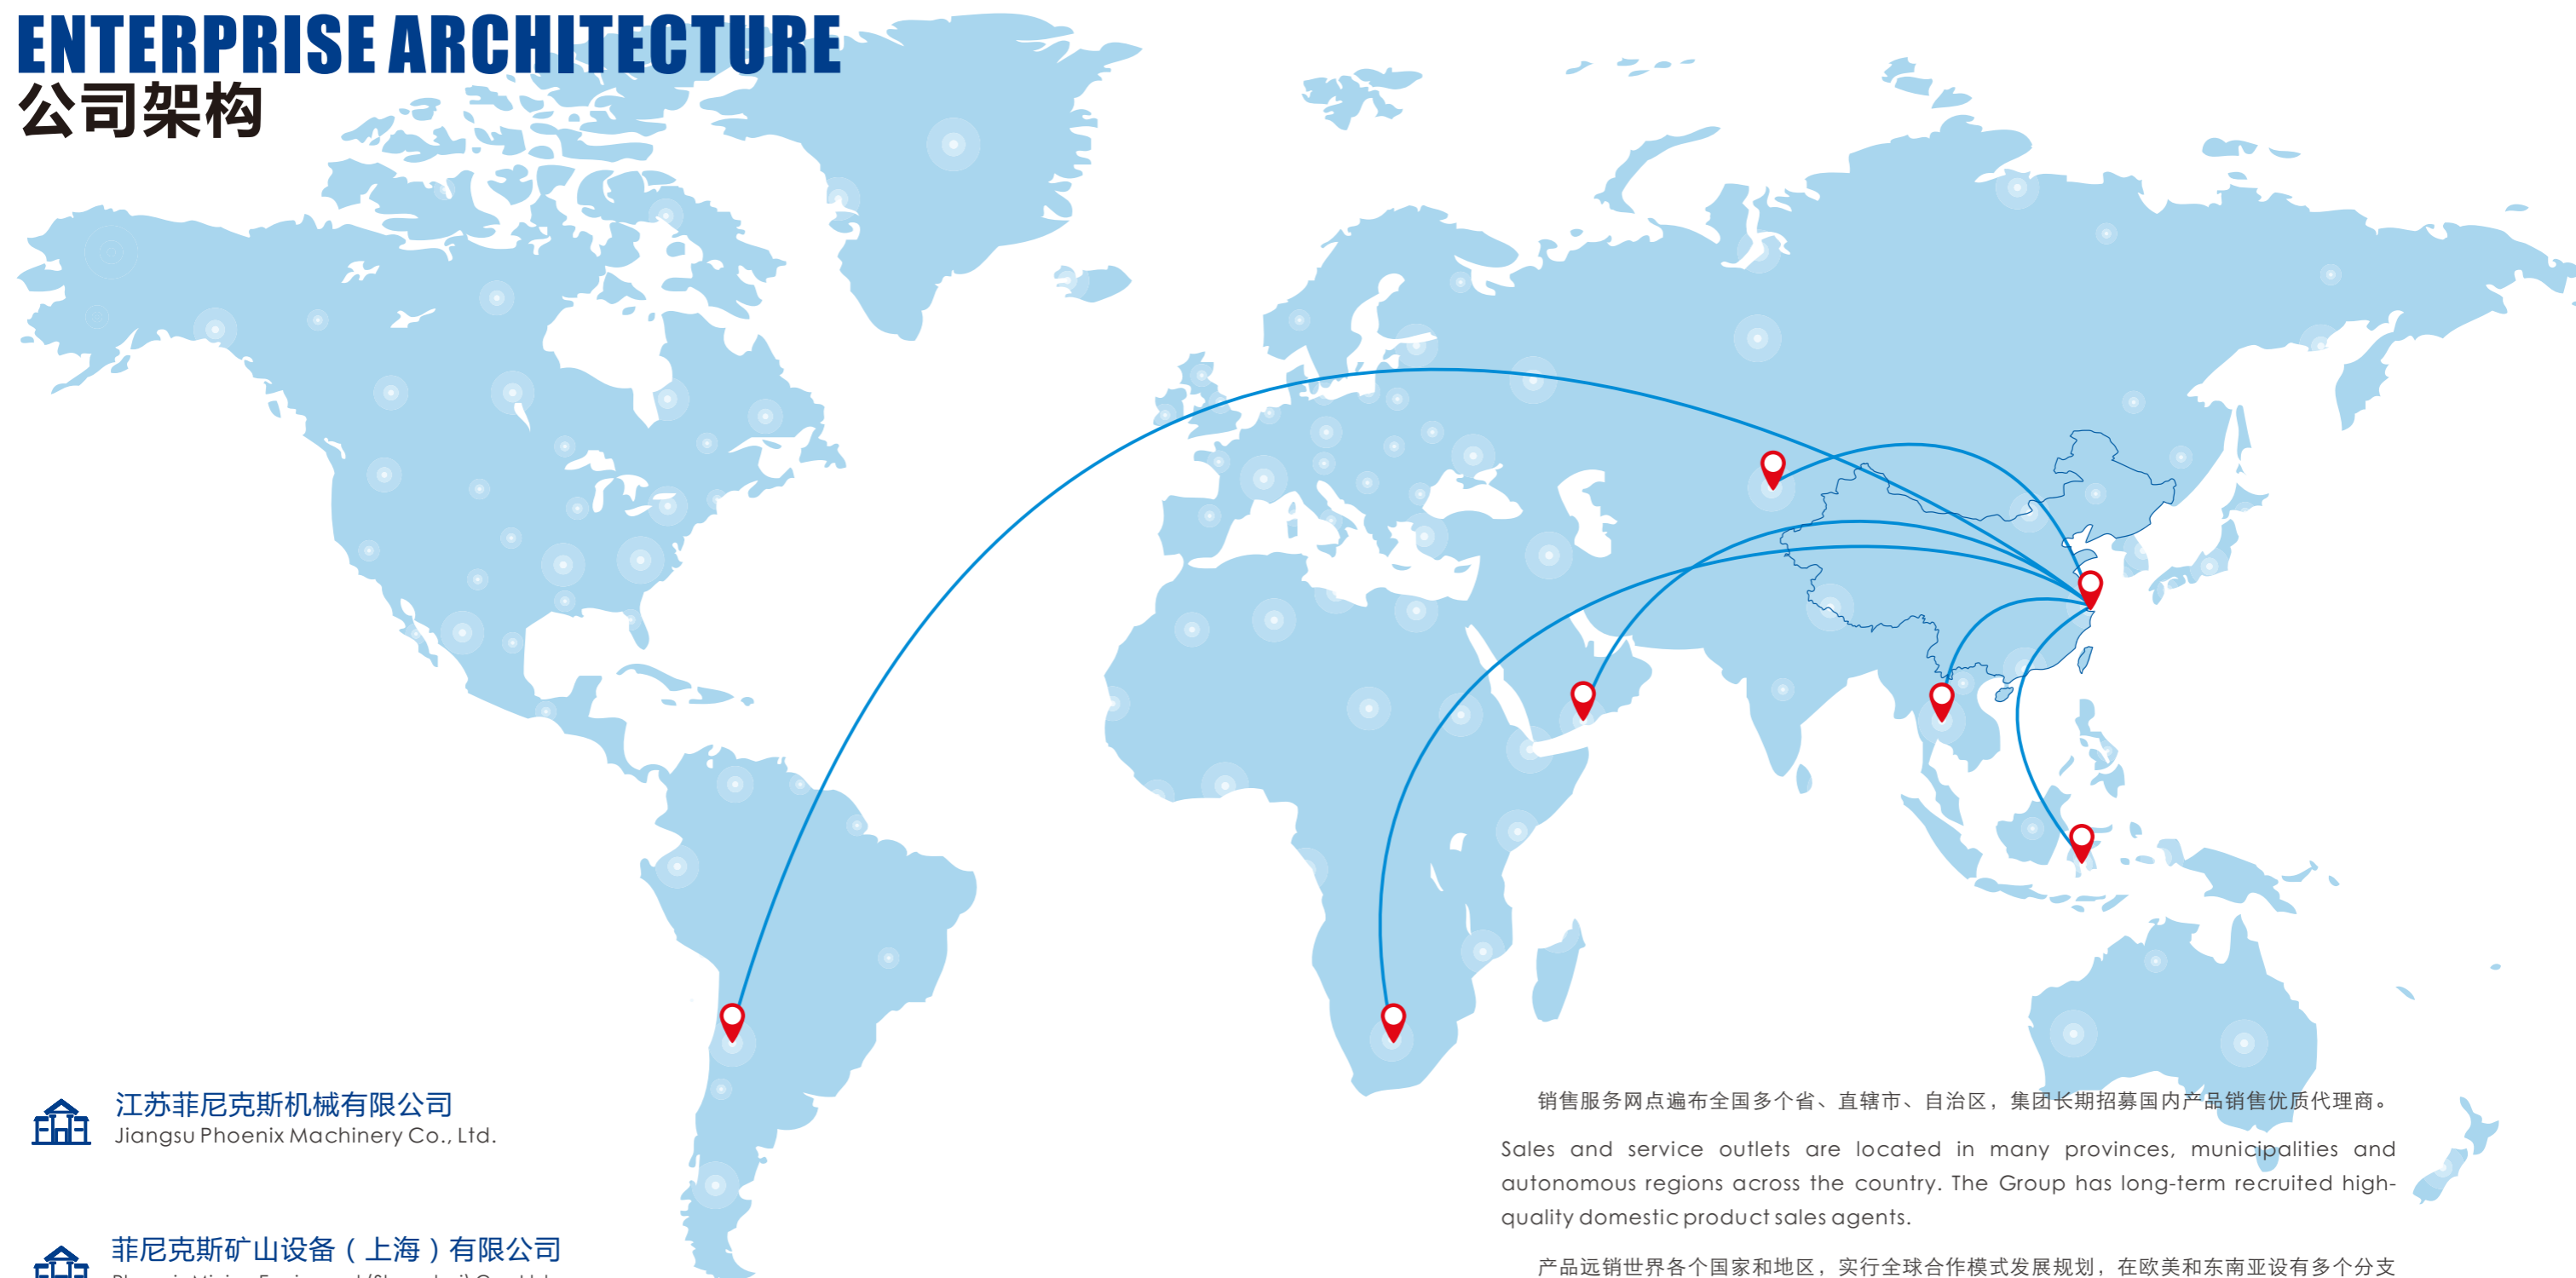 ENTERPRISE ARCHITECTURE
公司架构
江苏菲尼克斯机械有限公司
Jiangsu Phoenix Machinery Co., Ltd.
菲尼克斯矿山设备（上海）有限公司
销售服务网点遍布全国多个省、直辖市、自治区，集团长期招募国内产品销售优质代理商。
Sales and service outlets are located in many provinces, municipalities and
autonomous regions across the country. The Group has long-term recruited high-
quality domestic product sales agents.
产品远销世界各个国家和地区，实行全球合作模式发展规划，在欧美和东南亚设有多个分支